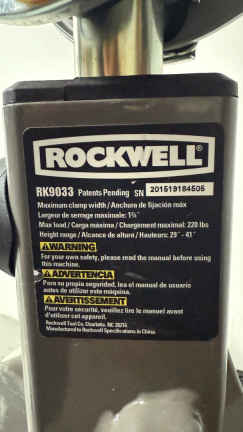 ROCKWELL®
RK9033 Patents Pending SN 201519184505
Maximum clamp width / Anchura de fijación máx
Largeur de serrage maximale: 1¾"
Max load / Carga máxima / Chargement maximal: 220 lbs
Height range / Alcance de altura / Hauteurs: 29" - 41"
WARNING
For your own safety, please read the manual before using
this machine.
ADVERTENCIA
Para su propia seguridad, lea el manual de usuario
antes de utilizar esta maquina.
AVERTISSEMENT
Pour votre sécurité, veuillez lire le manuel avant
d'utiliser cet appareil.
Rockwell Tool Co. Charlotte, NC 28216
Manufactured to Rockwell Specifications in China